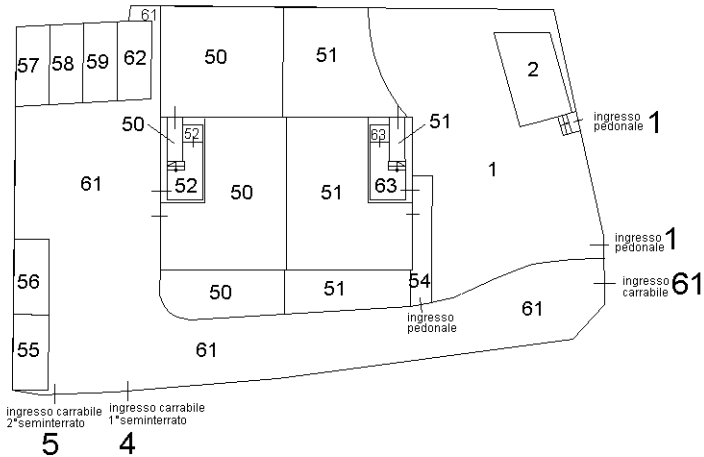 61
57
58
59
62
50
51
2
50
52
63
51
ingresso
pedonale 1
61
52
50
51
63
1
ingresso
pedonale 1
56
54
ingresso
carrabile 61
50
51
61
ingresso
pedonale
55
61
ingresso carrabile
2°seminterrato
5
ingresso carrabile
1°seminterrato
4